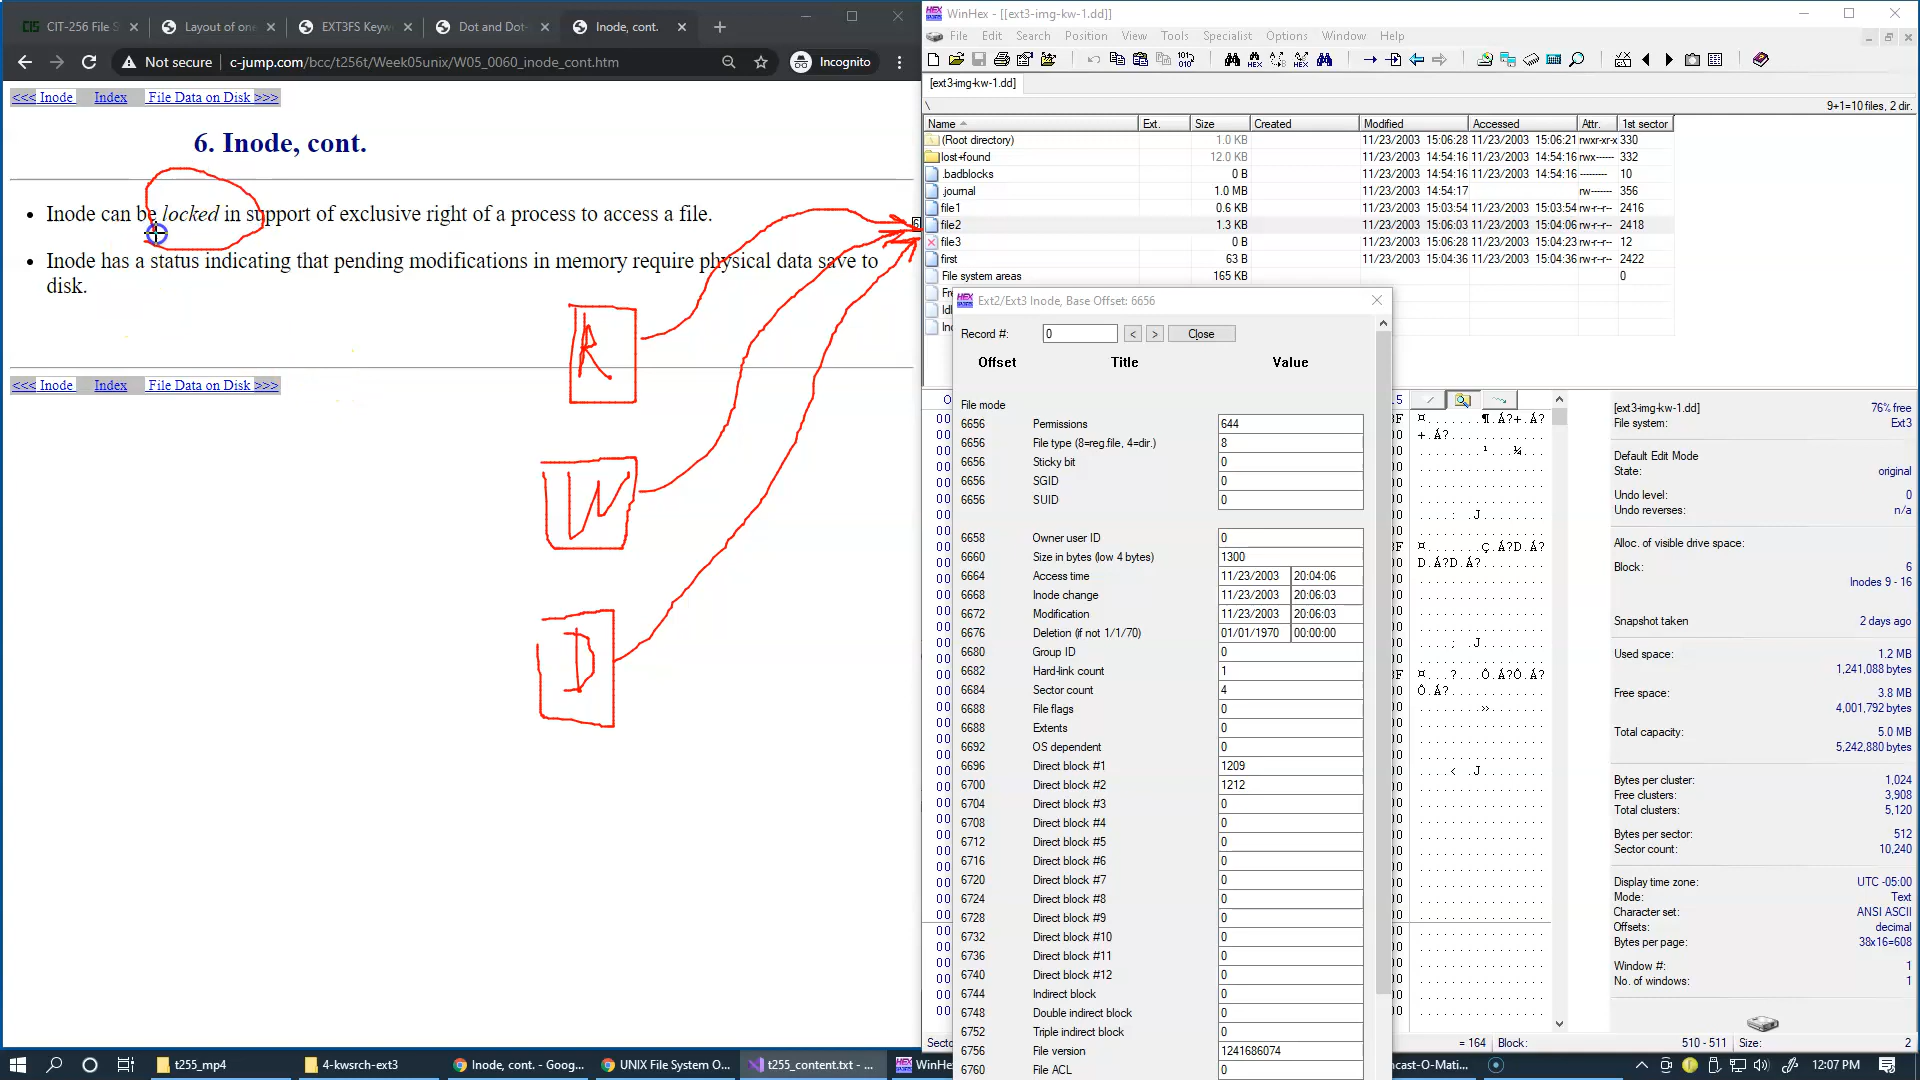 CIT-256 File S
Layout of one
EXT3FS Keyw
Dot and Dot-
Inode, cont.
Not secure
c-jump.com/bcc/t256t/Week05unix/W05_0060_inode_cont.htm
Incognito
<<< Inode Index File Data on Disk >>>
6. Inode, cont.
Inode can be locked in support of exclusive right of a process to access a file.
Inode has a status indicating that pending modifications in memory require physical data save to
disk.
<<< Inode Index File Data on Disk >>>
R
W
D
WinHex - [[ext3-img-kw-1.dd]]
File Edit Search Position View Tools Specialist Options Window Help
[ext3-img-kw-1.dd]
\ 9+1=10 files, 2 dir.
Name Ext. Size Created Modified Accessed Attr. 1st sector
(Root directory) 1.0 KB 11/23/2003 15:06:28 11/23/2003 15:06:21 rwxr-xr-x 330
lost+found 12.0 KB 11/23/2003 14:54:16 11/23/2003 14:54:16 rwx------ 332
.badblocks 0 B 11/23/2003 14:54:16 11/23/2003 14:54:16 --------- 10
.journal 1.0 MB 11/23/2003 14:54:17 rw------- 356
file1 0.6 KB 11/23/2003 15:03:54 11/23/2003 15:03:54 rw-r--r-- 2416
file2 1.3 KB 11/23/2003 15:06:03 11/23/2003 15:04:06 rw-r--r-- 2418
file3 0 B 11/23/2003 15:06:28 11/23/2003 15:04:23 rw-r--r-- 12
first 63 B 11/23/2003 15:04:36 11/23/2003 15:04:36 rw-r--r-- 2422
File system areas 165 KB 0
Ext2/Ext3 Inode, Base Offset: 6656
Record #: 0 < > Close
Offset Title Value
File mode
6656 Permissions 644
6656 File type (8=reg.file, 4=dir.) 8
6656 Sticky bit 0
6656 SGID 0
6656 SUID 0
6658 Owner user ID 0
6660 Size in bytes (low 4 bytes) 1300
6664 Access time 11/23/2003 20:04:06
6668 Inode change 11/23/2003 20:06:03
6672 Modification 11/23/2003 20:06:03
6676 Deletion (if not 1/1/70) 01/01/1970 00:00:00
6680 Group ID 0
6682 Hard-link count 1
6684 Sector count 4
6688 File flags 0
6688 Extents 0
6692 OS dependent 0
6696 Direct block #1 1209
6700 Direct block #2 1212
6704 Direct block #3 0
6708 Direct block #4 0
6712 Direct block #5 0
6716 Direct block #6 0
6720 Direct block #7 0
6724 Direct block #8 0
6728 Direct block #9 0
6732 Direct block #10 0
6736 Direct block #11 0
6740 Direct block #12 0
6744 Indirect block 0
6748 Double indirect block 0
6752 Triple indirect block 0
6756 File version 1241686074
6760 File ACL 0
[ext3-img-kw-1.dd] 76% free
File system: Ext3
Default Edit Mode
State: original
Undo level: 0
Undo reverses: n/a
Alloc. of visible drive space:
Block: 6
Inodes 9 - 16
Snapshot taken 2 days ago
Used space: 1.2 MB
1,241,088 bytes
Free space: 3.8 MB
4,001,792 bytes
Total capacity: 5.0 MB
5,242,880 bytes
Bytes per cluster: 1,024
Free clusters: 3,908
Total clusters: 5,120
Bytes per sector: 512
Sector count: 10,240
Display time zone: UTC -05:00
Mode: Text
Character set: ANSI ASCII
Offsets: decimal
Bytes per page: 38x16=608
Window #: 1
No. of windows: 1
= 164 Block: 510 - 511 Size: 2
t255_mp4
4-kwsrch-ext3
Inode, cont. - Goog...
UNIX File System O...
t255_content.txt - ...
12:07 PM